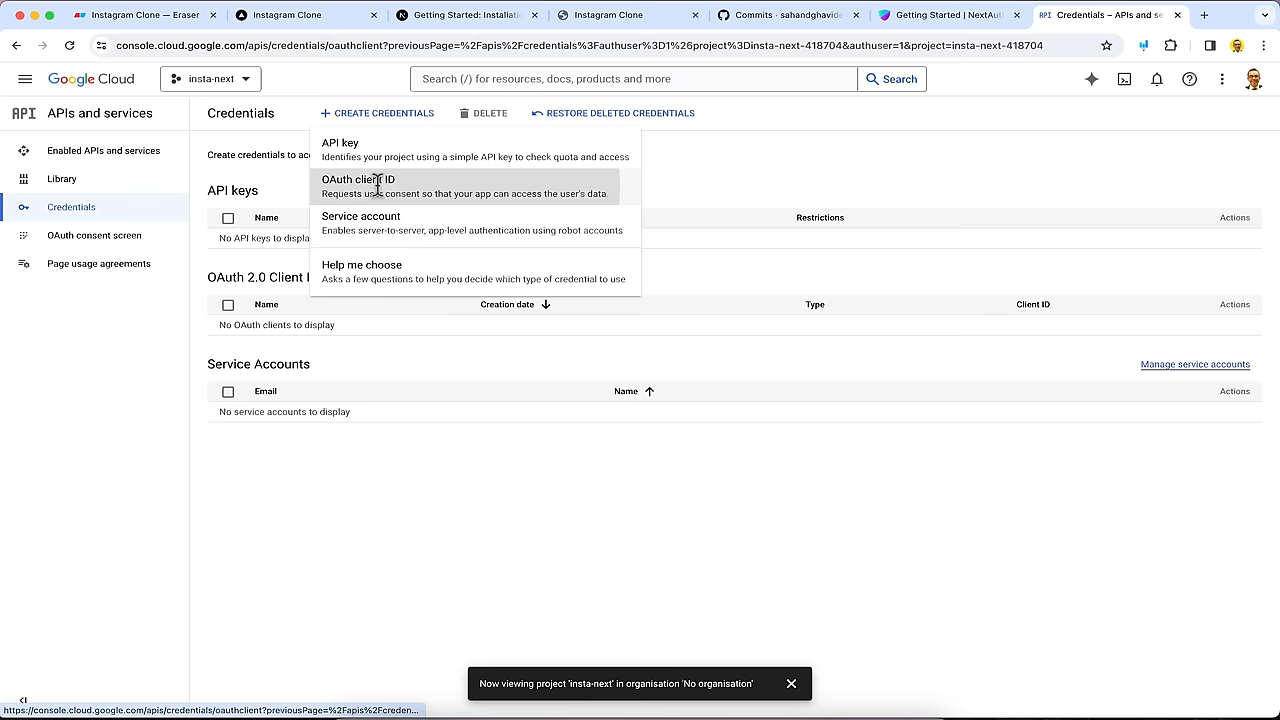 Instagram Clone — Eraser
Instagram Clone
Getting Started: Installatio
Instagram Clone
Commits · sahandghavide
Getting Started | NextAut
API Credentials – APIs and se
console.cloud.google.com/apis/credentials/oauthclient?previousPage=%2Fapis%2Fcredentials%3Fauthuser%3D1%26project%3Dinsta-next-418704&authuser=1&project=insta-next-418704
Google Cloud
insta-next
Search (/) for resources, docs, products and more
Search
API APIs and services
Credentials
CREATE CREDENTIALS
DELETE
RESTORE DELETED CREDENTIALS
Enabled APIs and services
Library
Credentials
OAuth consent screen
Page usage agreements
Create credentials to acc
API key
Identifies your project using a simple API key to check quota and access
OAuth client ID
Requests user consent so that your app can access the user's data.
Service account
Enables server-to-server, app-level authentication using robot accounts
Help me choose
Asks a few questions to help you decide which type of credential to use
API keys
Name
Restrictions
Actions
No API keys to displa
OAuth 2.0 Client I
Name
Creation date
Type
Client ID
Actions
No OAuth clients to display
Service Accounts
Manage service accounts
Email
Name
Actions
No service accounts to display
Now viewing project 'insta-next' in organisation 'No organisation'
https://console.cloud.google.com/apis/credentials/oauthclient?previousPage=%2Fapis%2Fcreden...